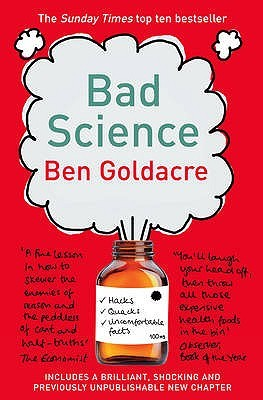 The Sunday Times top ten bestseller
Bad
Science
Ben Goldacre
'A fine lesson
in how to
skewer the
enemies of
reason and
the peddlers
of cant and
half-truths'
The Economist
✓ Hacks
✓ Quacks
✓ uncomfortable
facts
100ms
"You'll laugh
your head off,
then throw
all those
expensive
health foods
in the bin"
Observer,
Book of the Year
INCLUDES A BRILLIANT, SHOCKING AND
PREVIOUSLY UNPUBLISHABLE NEW CHAPTER